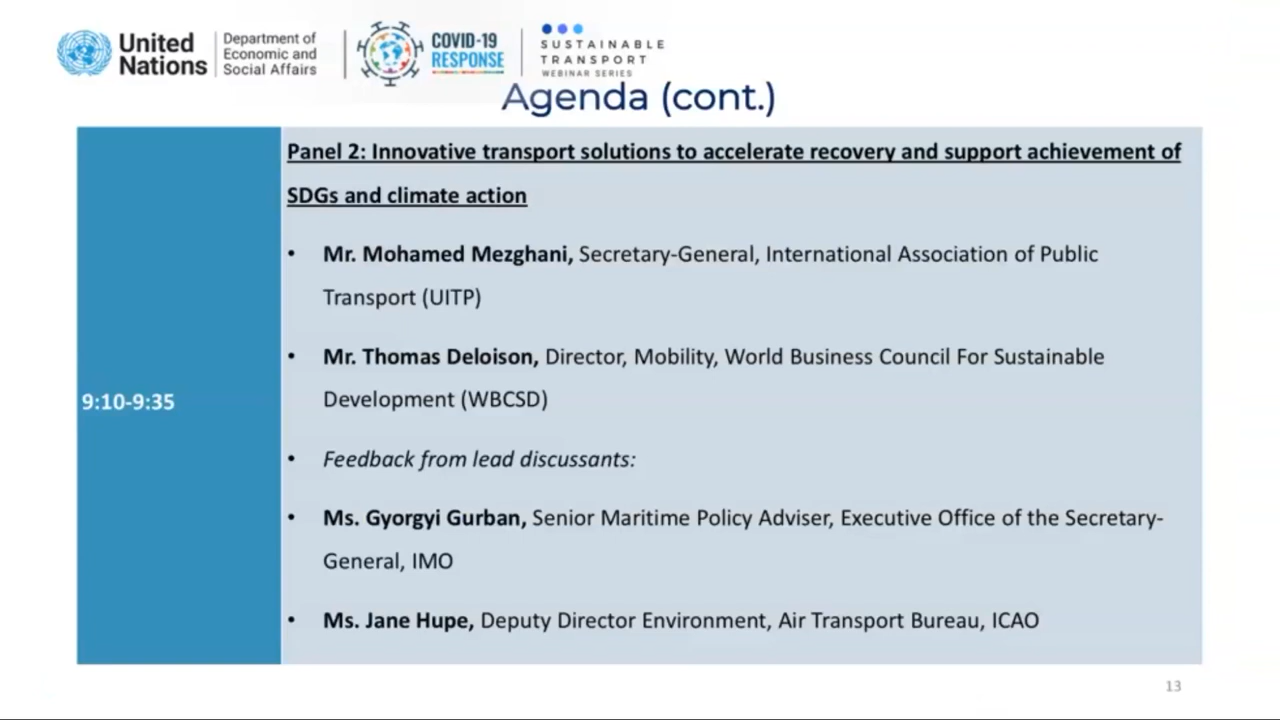 United
Nations
Department of
Economic and
Social Affairs
COVID-19
RESPONSE
SUSTAINABLE
TRANSPORT
WEBINAR SERIES
Agenda (cont.)
9:10-9:35
Panel 2: Innovative transport solutions to accelerate recovery and support achievement of
SDGs and climate action
• Mr. Mohamed Mezghani, Secretary-General, International Association of Public
Transport (UITP)
• Mr. Thomas Deloison, Director, Mobility, World Business Council For Sustainable
Development (WBCSD)
• Feedback from lead discussants:
• Ms. Gyorgyi Gurban, Senior Maritime Policy Adviser, Executive Office of the Secretary-
General, IMO
• Ms. Jane Hupe, Deputy Director Environment, Air Transport Bureau, ICAO
13